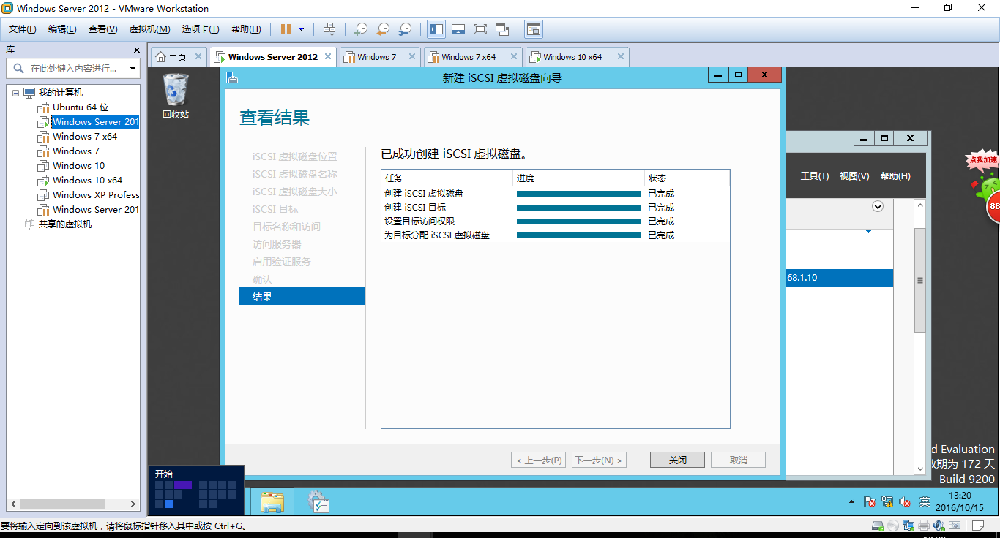 Windows Server 2012 - VMware Workstation
文件(F) 编辑(E) 查看(V) 虚拟机(M) 选项卡(T) 帮助(H)
库
在此处键入内容进行...
我的计算机
Ubuntu 64 位
Windows Server 201
Windows 7 x64
Windows 7
Windows 10
Windows 10 x64
Windows XP Profess
Windows Server 201
共享的虚拟机
主页 Windows Server 2012 Windows 7 Windows 7 x64 Windows 10 x64
回收站
新建 iSCSI 虚拟磁盘向导
查看结果
iSCSI 虚拟磁盘位置
iSCSI 虚拟磁盘名称
iSCSI 虚拟磁盘大小
iSCSI 目标
目标名称和访问
访问服务器
启用验证服务
确认
结果
已成功创建 iSCSI 虚拟磁盘。
任务 进度 状态
创建 iSCSI 虚拟磁盘 已完成
创建 iSCSI 目标 已完成
设置目标访问权限 已完成
为目标分配 iSCSI 虚拟磁盘 已完成
< 上一步(P) 下一步(N) > 关闭 取消
工具(T) 视图(V) 帮助(H)
68.1.10
点我加速
88
d Evaluation
期为 172 天
Build 9200
开始
英
13:20
2016/10/15
要将输入定向到该虚拟机，请将鼠标指针移入其中或按 Ctrl+G。